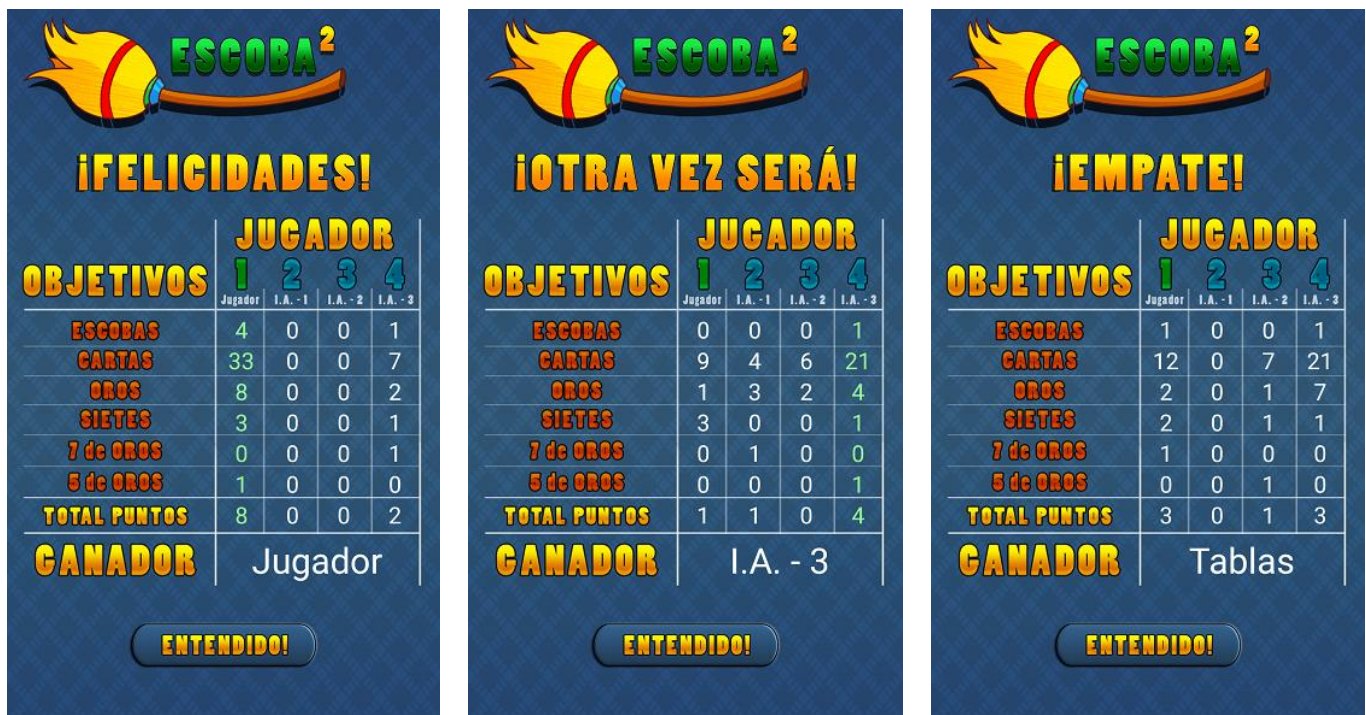 ESCOBA²
¡FELICIDADES!
JUGADOR
OBJETIVOS 1 2 3 4
Jugador I.A. - 1 I.A. - 2 I.A. - 3
ESCOBAS 4 0 0 1
CARTAS 33 0 0 7
OROS 8 0 0 2
SIETES 3 0 0 1
7 de OROS 0 0 0 1
5 de OROS 1 0 0 0
TOTAL PUNTOS 8 0 0 2
GANADOR Jugador
ENTENDIDO!
ESCOBA²
¡OTRA VEZ SERÁ!
JUGADOR
OBJETIVOS 1 2 3 4
Jugador I.A. - 1 I.A. - 2 I.A. - 3
ESCOBAS 0 0 0 1
CARTAS 9 4 6 21
OROS 1 3 2 4
SIETES 3 0 0 1
7 de OROS 0 1 0 0
5 de OROS 0 0 0 1
TOTAL PUNTOS 1 1 0 4
GANADOR I.A. - 3
ENTENDIDO!
ESCOBA²
¡EMPATE!
JUGADOR
OBJETIVOS 1 2 3 4
Jugador I.A. - 1 I.A. - 2 I.A. - 3
ESCOBAS 1 0 0 1
CARTAS 12 0 7 21
OROS 2 0 1 7
SIETES 2 0 1 1
7 de OROS 1 0 0 0
5 de OROS 0 0 1 0
TOTAL PUNTOS 3 0 1 3
GANADOR Tablas
ENTENDIDO!